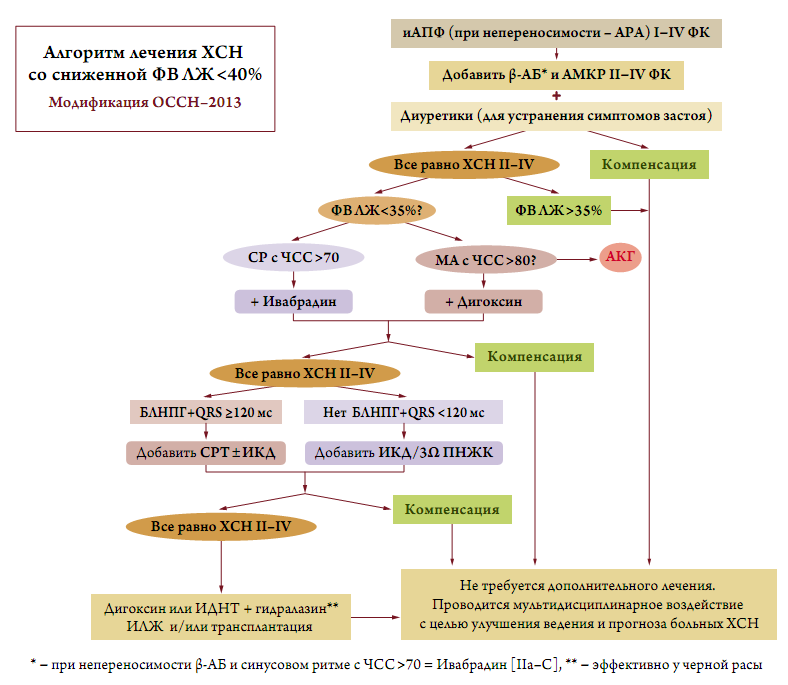 Алгоритм лечения ХСН
со сниженной ФВ ЛЖ<40%
Модификация ОССН–2013
иАПФ (при непереносимости – АРА) I–IV ФК
Добавить β-АБ* и АМКР II–IV ФК
+
Диуретики (для устранения симптомов застоя)
Все равно ХСН II–IV
Компенсация
ФВ ЛЖ<35%?
ФВ ЛЖ>35%
СР с ЧСС>70
МА с ЧСС>80?
АКГ
+ Ивабрадин
+ Дигоксин
Компенсация
Все равно ХСН II–IV
БЛНПГ+QRS ≥120 мс
Нет БЛНПГ+QRS <120 мс
Добавить СРТ ± ИКД
Добавить ИКД/3Ω ПНЖК
Компенсация
Все равно ХСН II–IV
Не требуется дополнительного лечения.
Проводится мультидисциплинарное воздействие
с целью улучшения ведения и прогноза больных ХСН
Дигоксин или ИДНТ + гидралазин**
ИЛЖ и/или трансплантация
* – при непереносимости β-АБ и синусовом ритме с ЧСС>70 = Ивабрадин [IIa–C], ** – эффективно у черной расы